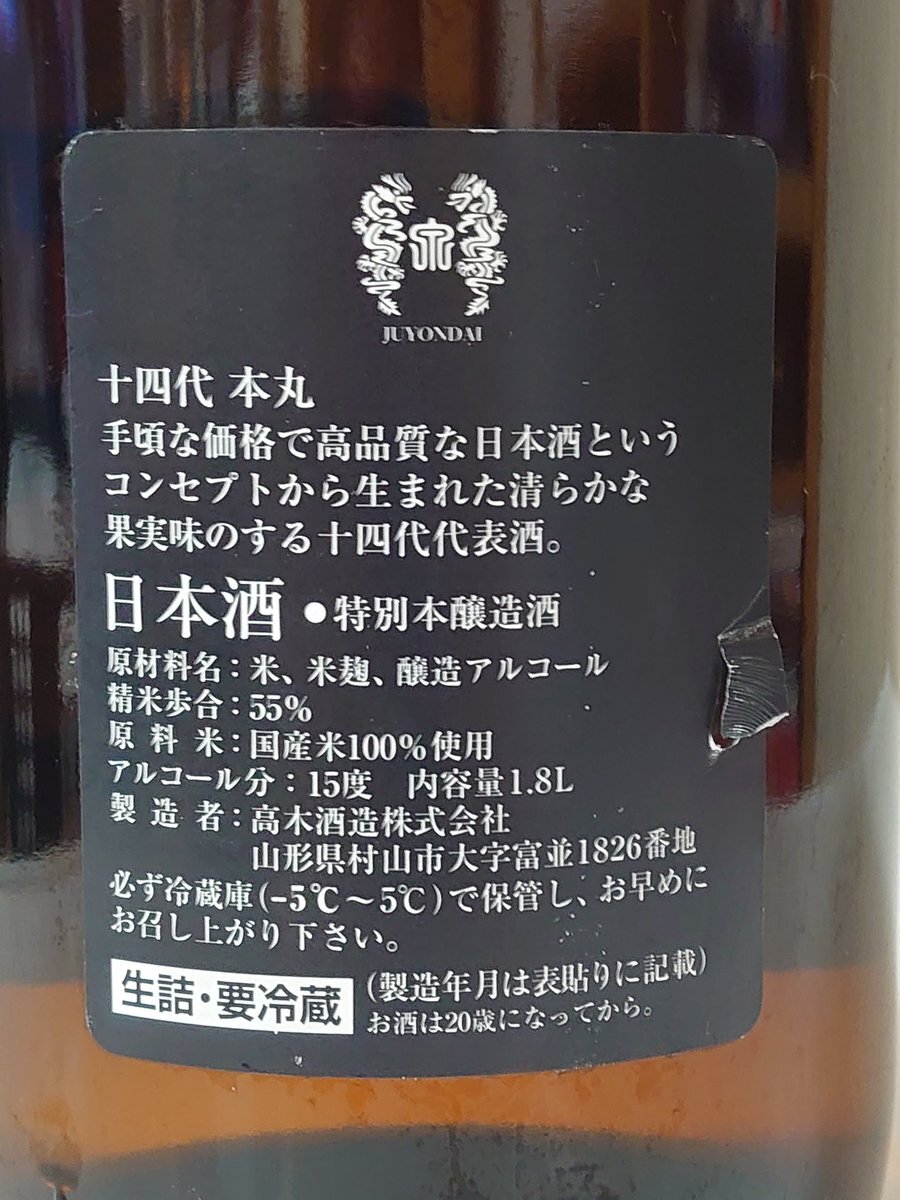 JUYONDAI
十四代 本丸
手頃な価格で高品質な日本酒という
コンセプトから生まれた清らかな
果実味のする十四代代表酒。
日本酒 ●特別本醸造酒
原材料名：米、米麹、醸造アルコール
精米歩合：55%
原料米：国産米100%使用
アルコール分：15度 内容量1.8L
製造者：高木酒造株式会社
山形県村山市大字富並1826番地
必ず冷蔵庫(-5℃～5℃)で保管し、お早めに
お召し上がり下さい。
生詰・要冷蔵 (製造年月は表貼りに記載)
お酒は20歳になってから。